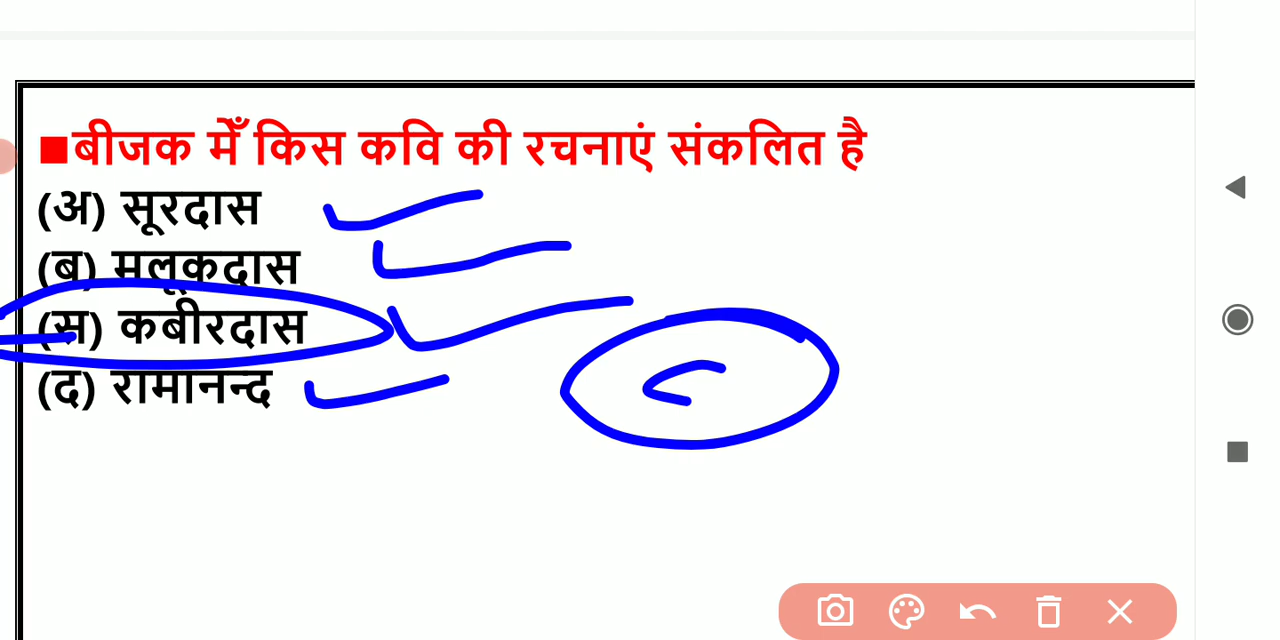 ■बीजक मेँ किस कवि की रचनाएं संकलित है
(अ) सूरदास
(ब) मलूकदास
(स) कबीरदास
(द) रामानन्द
C